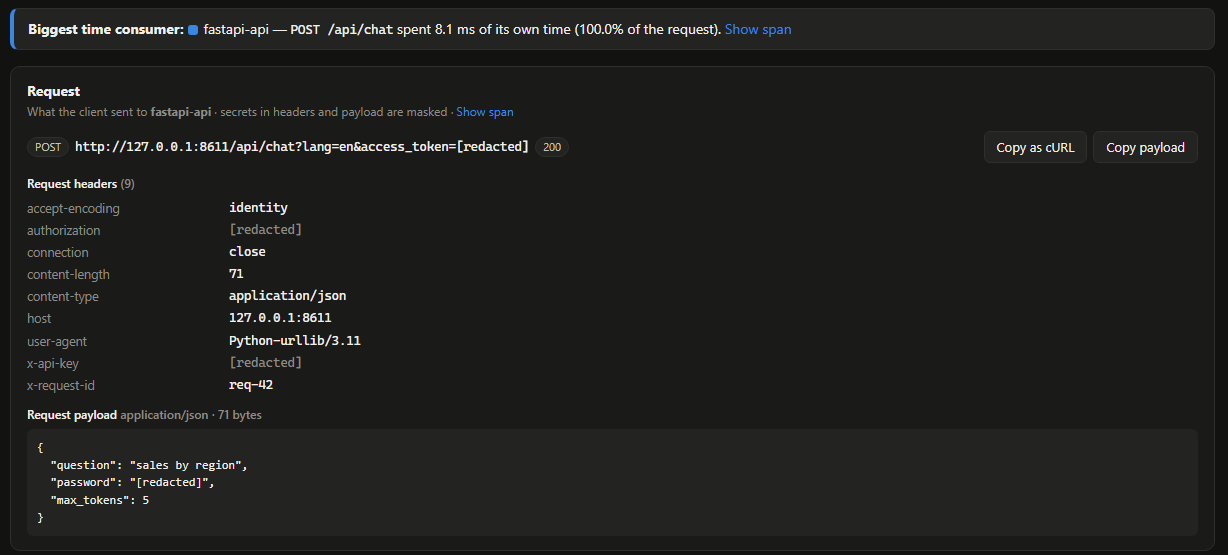 Biggest time consumer: fastapi-api — POST /api/chat spent 8.1 ms of its own time (100.0% of the request). Show span
Request
What the client sent to fastapi-api · secrets in headers and payload are masked · Show span
POST http://127.0.0.1:8611/api/chat?lang=en&access_token=[redacted] 200 Copy as cURL Copy payload
Request headers (9)
accept-encoding identity
authorization [redacted]
connection close
content-length 71
content-type application/json
host 127.0.0.1:8611
user-agent Python-urllib/3.11
x-api-key [redacted]
x-request-id req-42
Request payload application/json · 71 bytes
{
"question": "sales by region",
"password": "[redacted]",
"max_tokens": 5
}